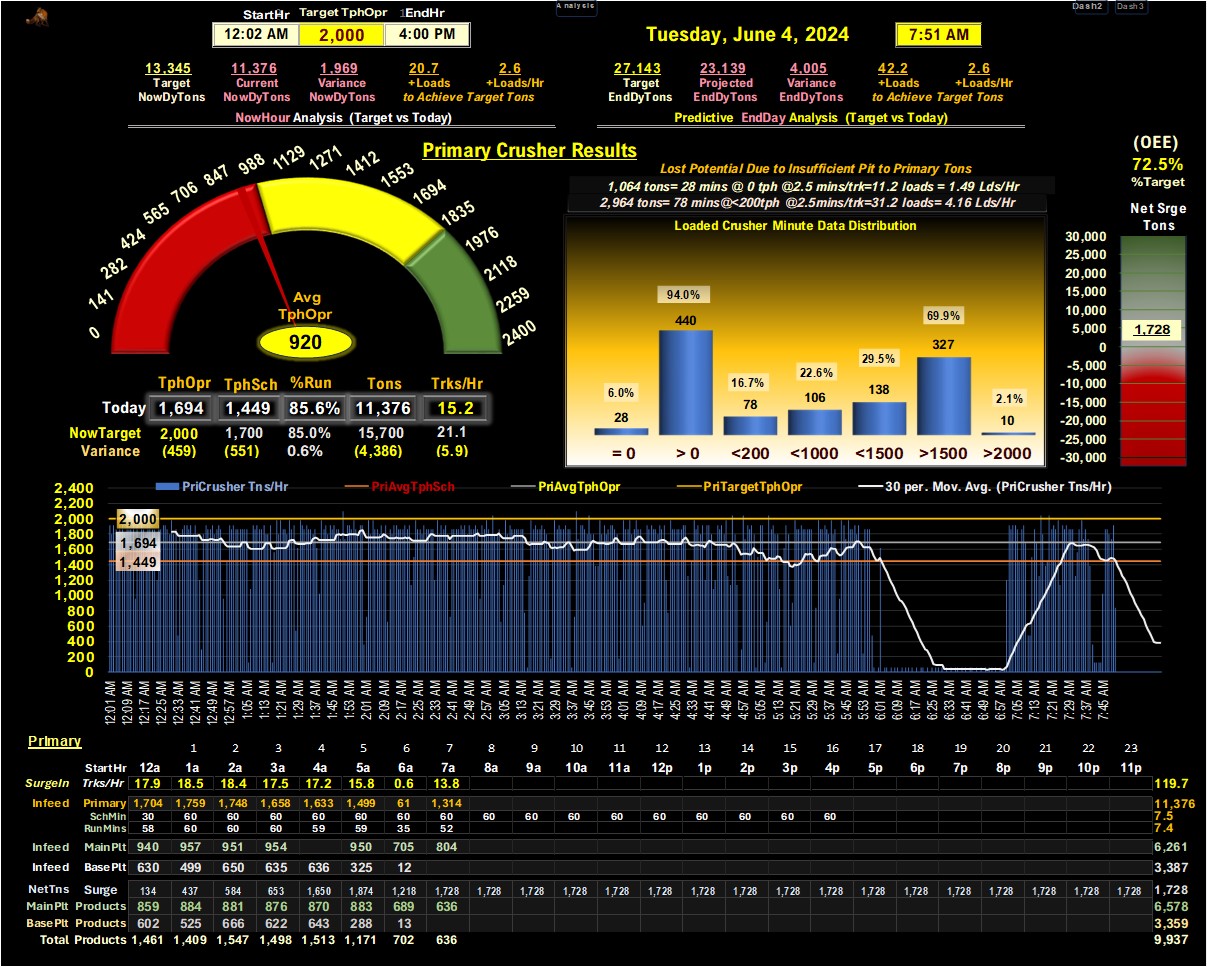 Analysis
Dash2 Dash3
StartHr Target TphOpr 1EndHr
12:02 AM 2,000 4:00 PM
Tuesday, June 4, 2024 7:51 AM
13,345 11,376 1,969 20.7 2.6
Target Current Variance +Loads +Loads/Hr
NowDyTons NowDyTons NowDyTons to Achieve Target Tons
NowHour Analysis (Target vs Today)
27,143 23,139 4,005 42.2 2.6
Target Projected Variance +Loads +Loads/Hr
EndDyTons EndDyTons EndDyTons to Achieve Target Tons
Predictive EndDay Analysis (Target vs Today)
Primary Crusher Results
0 141 282 424 565 706 847 988 1129 1271 1412 1553 1694 1835 1976 2118 2259 2400
Avg
TphOpr
920
TphOpr TphSch %Run Tons Trks/Hr
Today 1,694 1,449 85.6% 11,376 15.2
NowTarget 2,000 1,700 85.0% 15,700 21.1
Variance (459) (551) 0.6% (4,386) (5.9)
Lost Potential Due to Insufficient Pit to Primary Tons
1,064 tons= 28 mins @ 0 tph @2.5 mins/trk=11.2 loads = 1.49 Lds/Hr
2,964 tons= 78 mins@<200tph @2.5mins/trk=31.2 loads= 4.16 Lds/Hr
Loaded Crusher Minute Data Distribution
6.0% 94.0% 16.7% 22.6% 29.5% 69.9% 2.1%
28 440 78 106 138 327 10
= 0 > 0 <200 <1000 <1500 >1500 >2000
(OEE)
72.5%
%Target
Net Srge
Tons
30,000
25,000
20,000
15,000
10,000
5,000
1,728
0
-5,000
-10,000
-15,000
-20,000
-25,000
-30,000
PriCrusher Tns/Hr PriAvgTphSch PriAvgTphOpr PriTargetTphOpr 30 per. Mov. Avg. (PriCrusher Tns/Hr)
2,400
2,200
2,000
1,800
1,600
1,400
1,200
1,000
800
600
400
200
0
2,000
1,694
1,449
12:01 AM 12:09 AM 12:17 AM 12:25 AM 12:33 AM 12:41 AM 12:49 AM 12:57 AM 1:05 AM 1:13 AM 1:21 AM 1:29 AM 1:37 AM 1:45 AM 1:53 AM 2:01 AM 2:09 AM 2:17 AM 2:25 AM 2:33 AM 2:41 AM 2:49 AM 2:57 AM 3:05 AM 3:13 AM 3:21 AM 3:29 AM 3:37 AM 3:45 AM 3:53 AM 4:01 AM 4:09 AM 4:17 AM 4:25 AM 4:33 AM 4:41 AM 4:49 AM 4:57 AM 5:05 AM 5:13 AM 5:21 AM 5:29 AM 5:37 AM 5:45 AM 5:53 AM 6:01 AM 6:09 AM 6:17 AM 6:25 AM 6:33 AM 6:41 AM 6:49 AM 6:57 AM 7:05 AM 7:13 AM 7:21 AM 7:29 AM 7:37 AM 7:45 AM
Primary
1 2 3 4 5 6 7 8 9 10 11 12 13 14 15 16 17 18 19 20 21 22 23
StartHr 12a 1a 2a 3a 4a 5a 6a 7a 8a 9a 10a 11a 12p 1p 2p 3p 4p 5p 6p 7p 8p 9p 10p 11p
SurgeIn Trks/Hr 17.9 18.5 18.4 17.5 17.2 15.8 0.6 13.8 119.7
Infeed Primary 1,704 1,759 1,748 1,658 1,633 1,499 61 1,314 11,376
SchMin 30 60 60 60 60 60 60 60 60 60 60 60 60 60 60 60 60 7.5
RunMins 58 60 60 60 59 59 35 52 7.4
Infeed MainPlt 940 957 951 954 950 705 804 6,261
Infeed BasePlt 630 499 650 635 636 325 12 3,387
NetTns Surge 134 437 584 653 1,650 1,874 1,218 1,728 1,728 1,728 1,728 1,728 1,728 1,728 1,728 1,728 1,728 1,728 1,728 1,728 1,728 1,728 1,728 1,728 1,728
MainPlt Products 859 884 881 876 870 883 689 636 6,578
BasePlt Products 602 525 666 622 643 288 13 3,359
Total Products 1,461 1,409 1,547 1,498 1,513 1,171 702 636 9,937